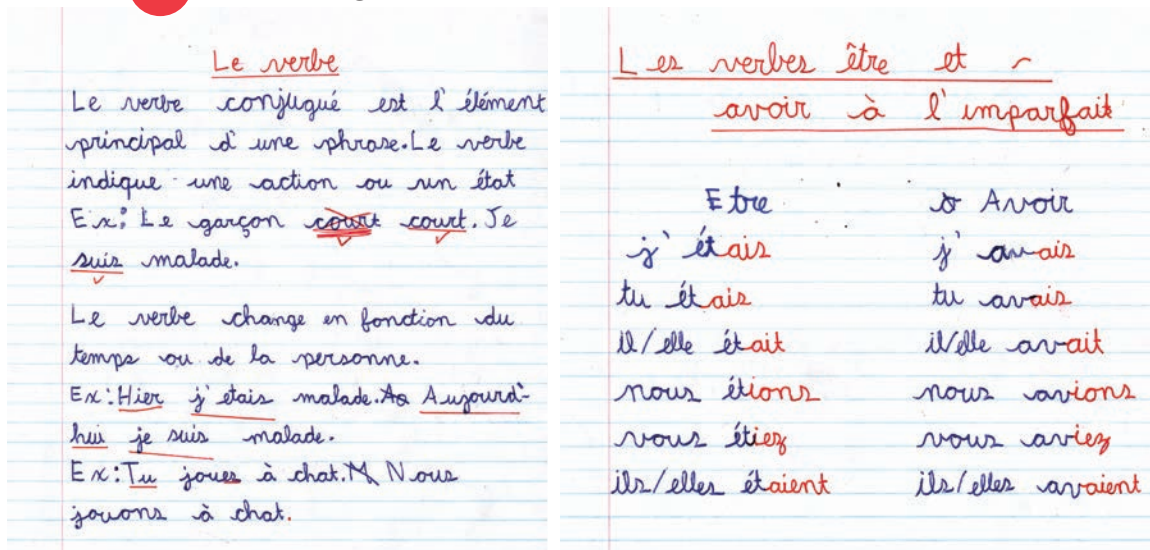 Le verbe
Le verbe conjugué est l'élément
principal d'une phrase. Le verbe
indique une action ou un état
Ex: Le garçon court court. Je
suis malade.
Le verbe change en fonction du
temps ou de la personne.
Ex: Hier j'étais malade. Au Aujourd'
hui je suis malade.
Ex: Tu joues à chat. N Nous
jouons à chat.
Les verbes être et
avoir à l'imparfait
Etre Avoir
j'étais j'avais
tu étais tu avais
il/elle était il/elle avait
nous étions nous avions
vous étiez vous aviez
ils/elles étaient ils/elles avaient